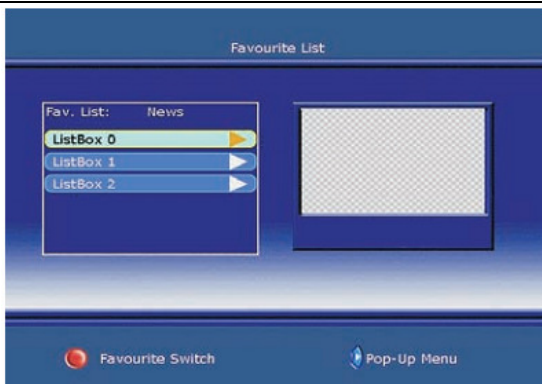 Favourite List
Fav. List: News
ListBox 0
ListBox 1
ListBox 2
Favourite Switch
Pop-Up Menu